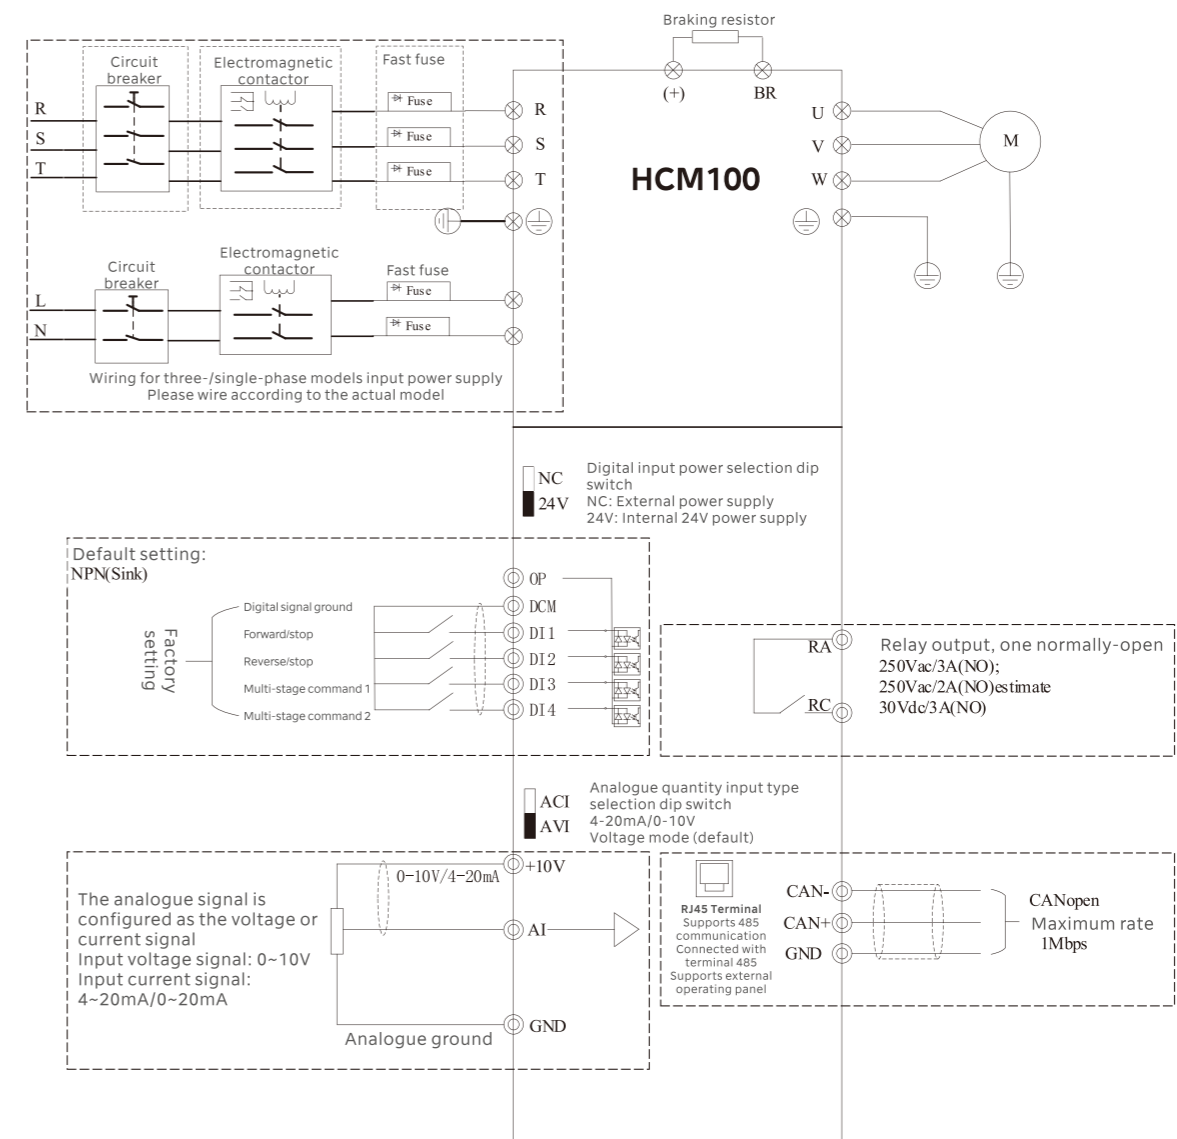 Braking resistor
(+)
BR
Circuit
breaker
Electromagnetic
contactor
Fast fuse
R
S
T
Fuse
Fuse
Fuse
R
S
T
HCM100
U
V
W
M
Circuit
breaker
Electromagnetic
contactor
Fast fuse
L
N
Fuse
Fuse
Wiring for three-/single-phase models input power supply
Please wire according to the actual model
NC
24V
Digital input power selection dip
switch
NC: External power supply
24V: Internal 24V power supply
Default setting:
NPN(Sink)
Factory
setting
Digital signal ground
Forward/stop
Reverse/stop
Multi-stage command 1
Multi-stage command 2
OP
DCM
DI1
DI2
DI3
DI4
RA
RC
Relay output, one normally-open
250Vac/3A(NO);
250Vac/2A(NO)estimate
30Vdc/3A(NO)
ACI
AVI
Analogue quantity input type
selection dip switch
4-20mA/0-10V
Voltage mode (default)
The analogue signal is
configured as the voltage or
current signal
Input voltage signal: 0~10V
Input current signal:
4~20mA/0~20mA
0-10V/4-20mA
+10V
AI
GND
Analogue ground
RJ45 Terminal
Supports 485
communication
Connected with
terminal 485
Supports external
operating panel
CAN-
CAN+
GND
CANopen
Maximum rate
1Mbps